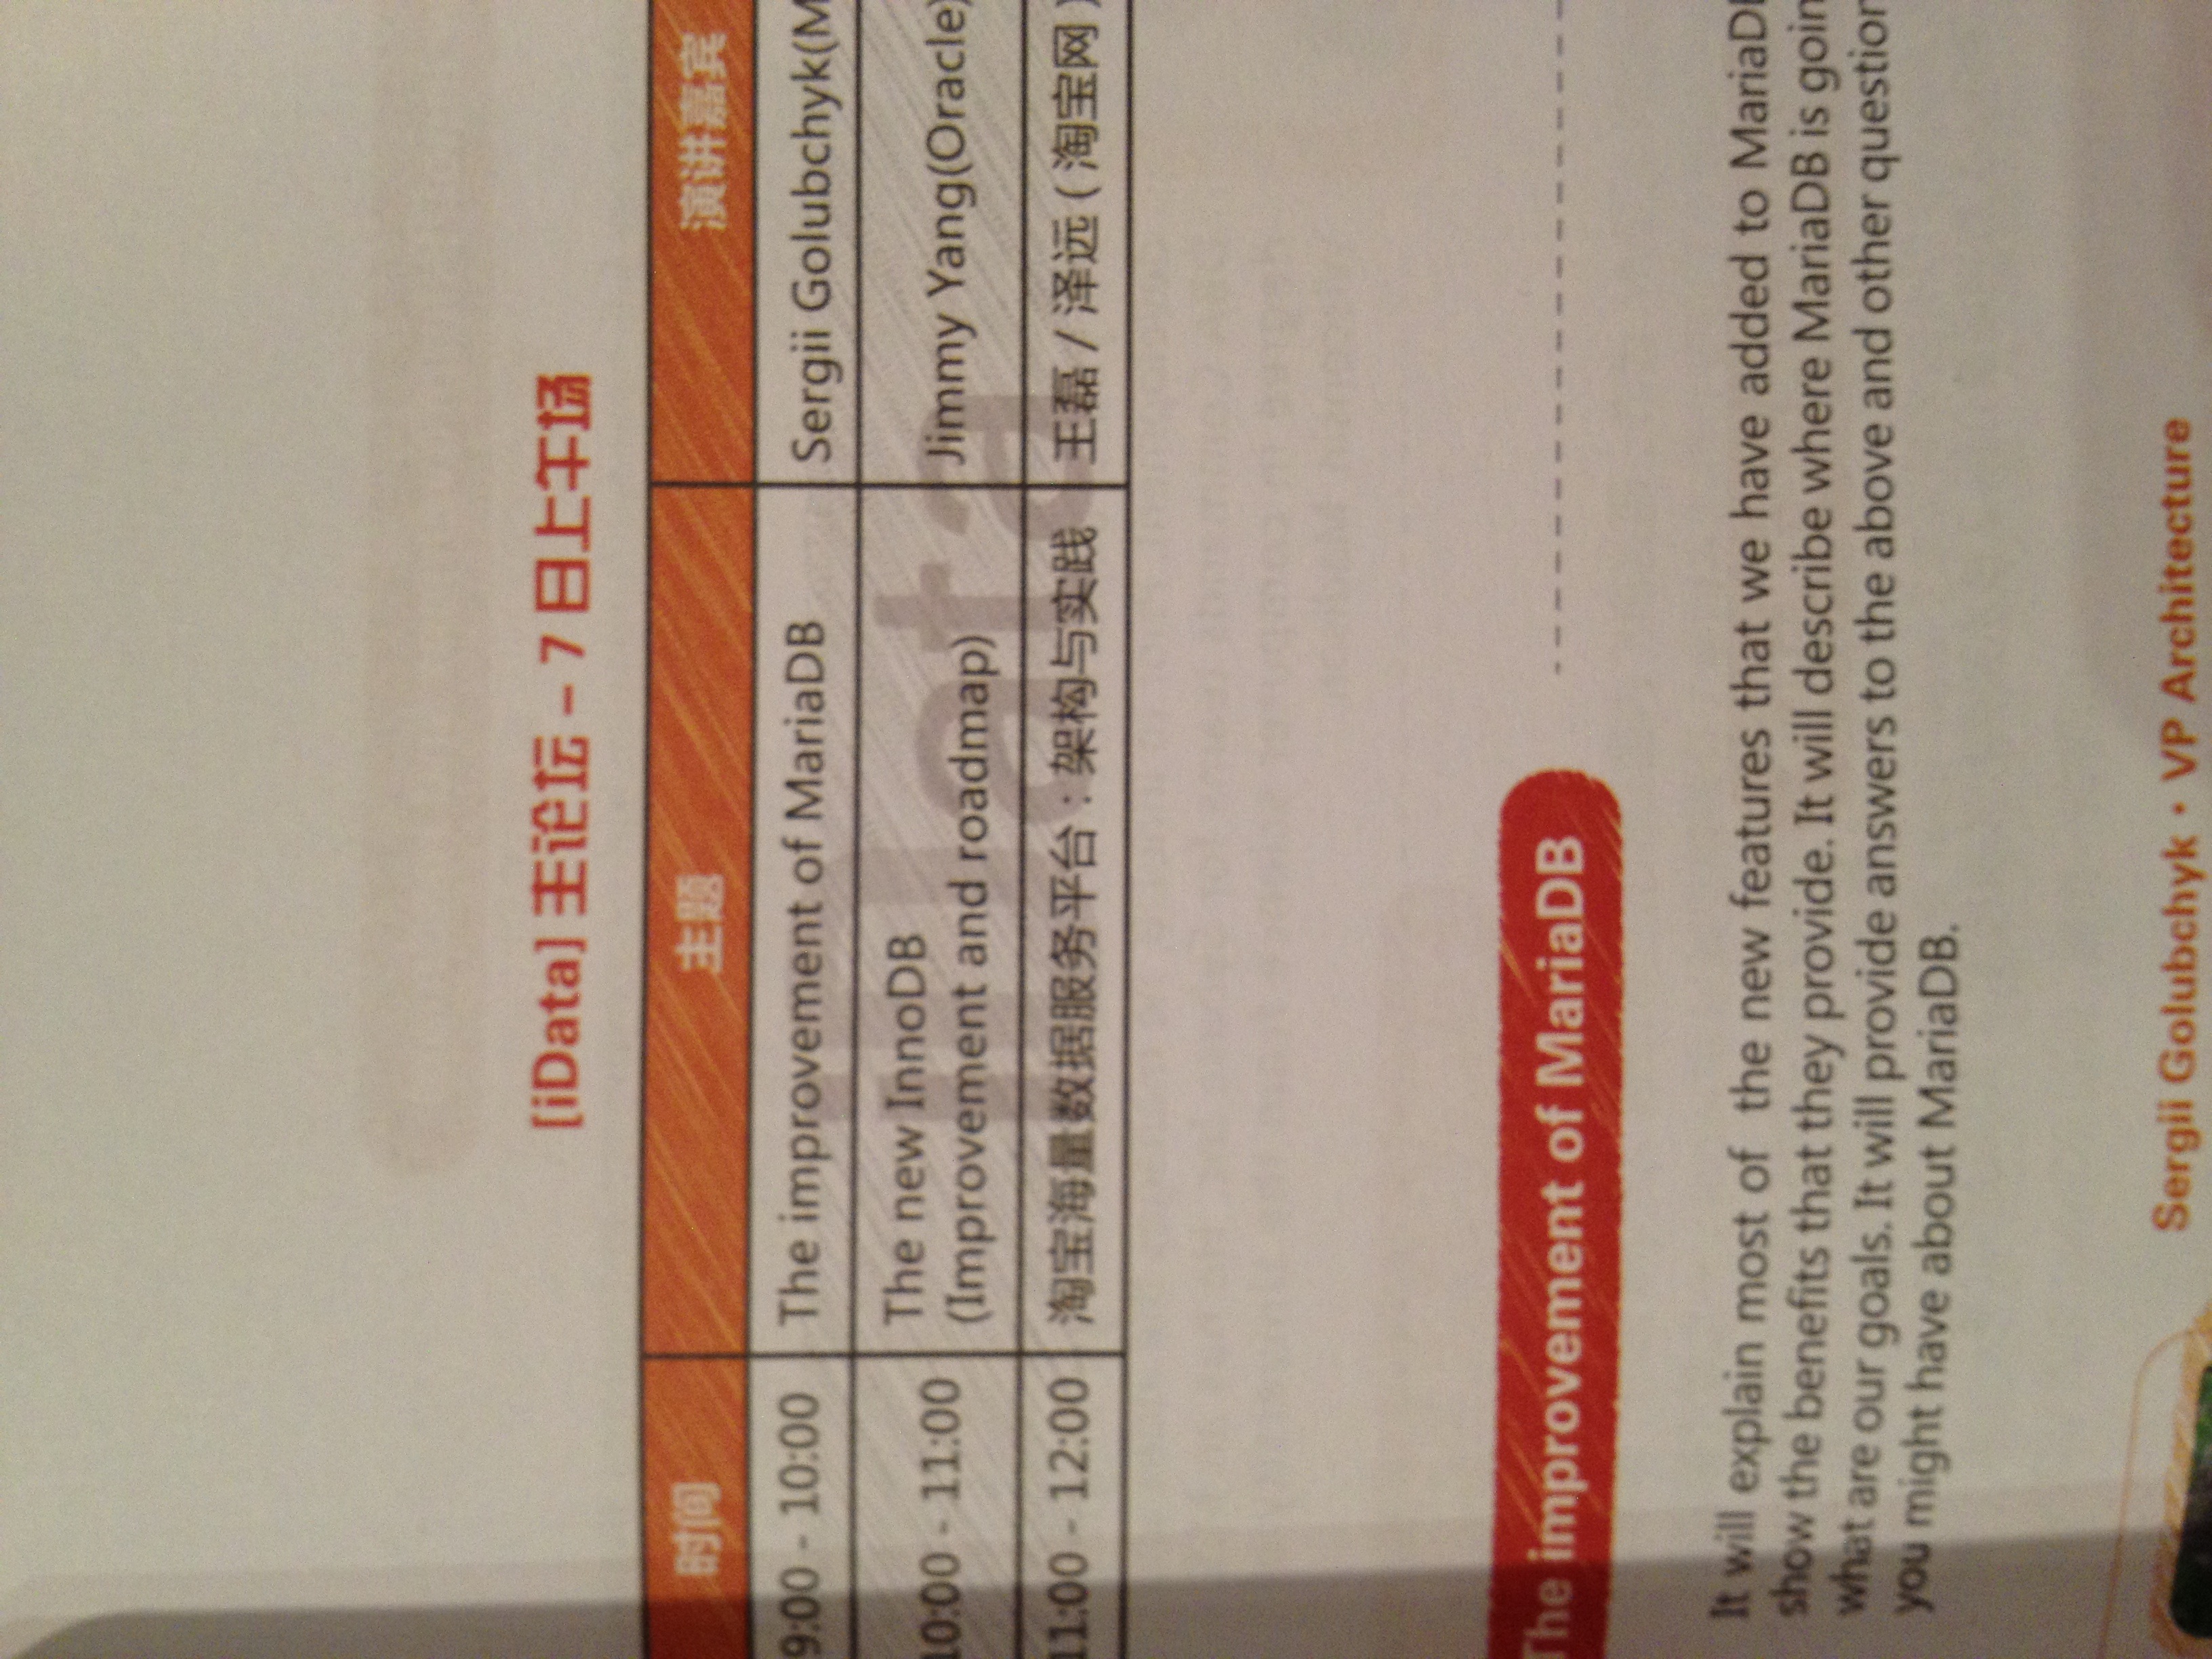 [iData] 主论坛 – 7 日上午场
时间 主题 演讲嘉宾
9:00 - 10:00 The improvement of MariaDB Sergii Golubchyk(M
10:00 - 11:00 The new InnoDB
(Improvement and roadmap) Jimmy Yang(Oracle)
11:00 - 12:00 淘宝海量数据服务平台：架构与实践 王磊 / 泽远 ( 淘宝网 )
iData
The improvement of MariaDB
It will explain most of the new features that we have added to MariaDB
show the benefits that they provide. It will describe where MariaDB is goin
what are our goals. It will provide answers to the above and other question
you might have about MariaDB.
Sergii Golubchyk • VP Architecture